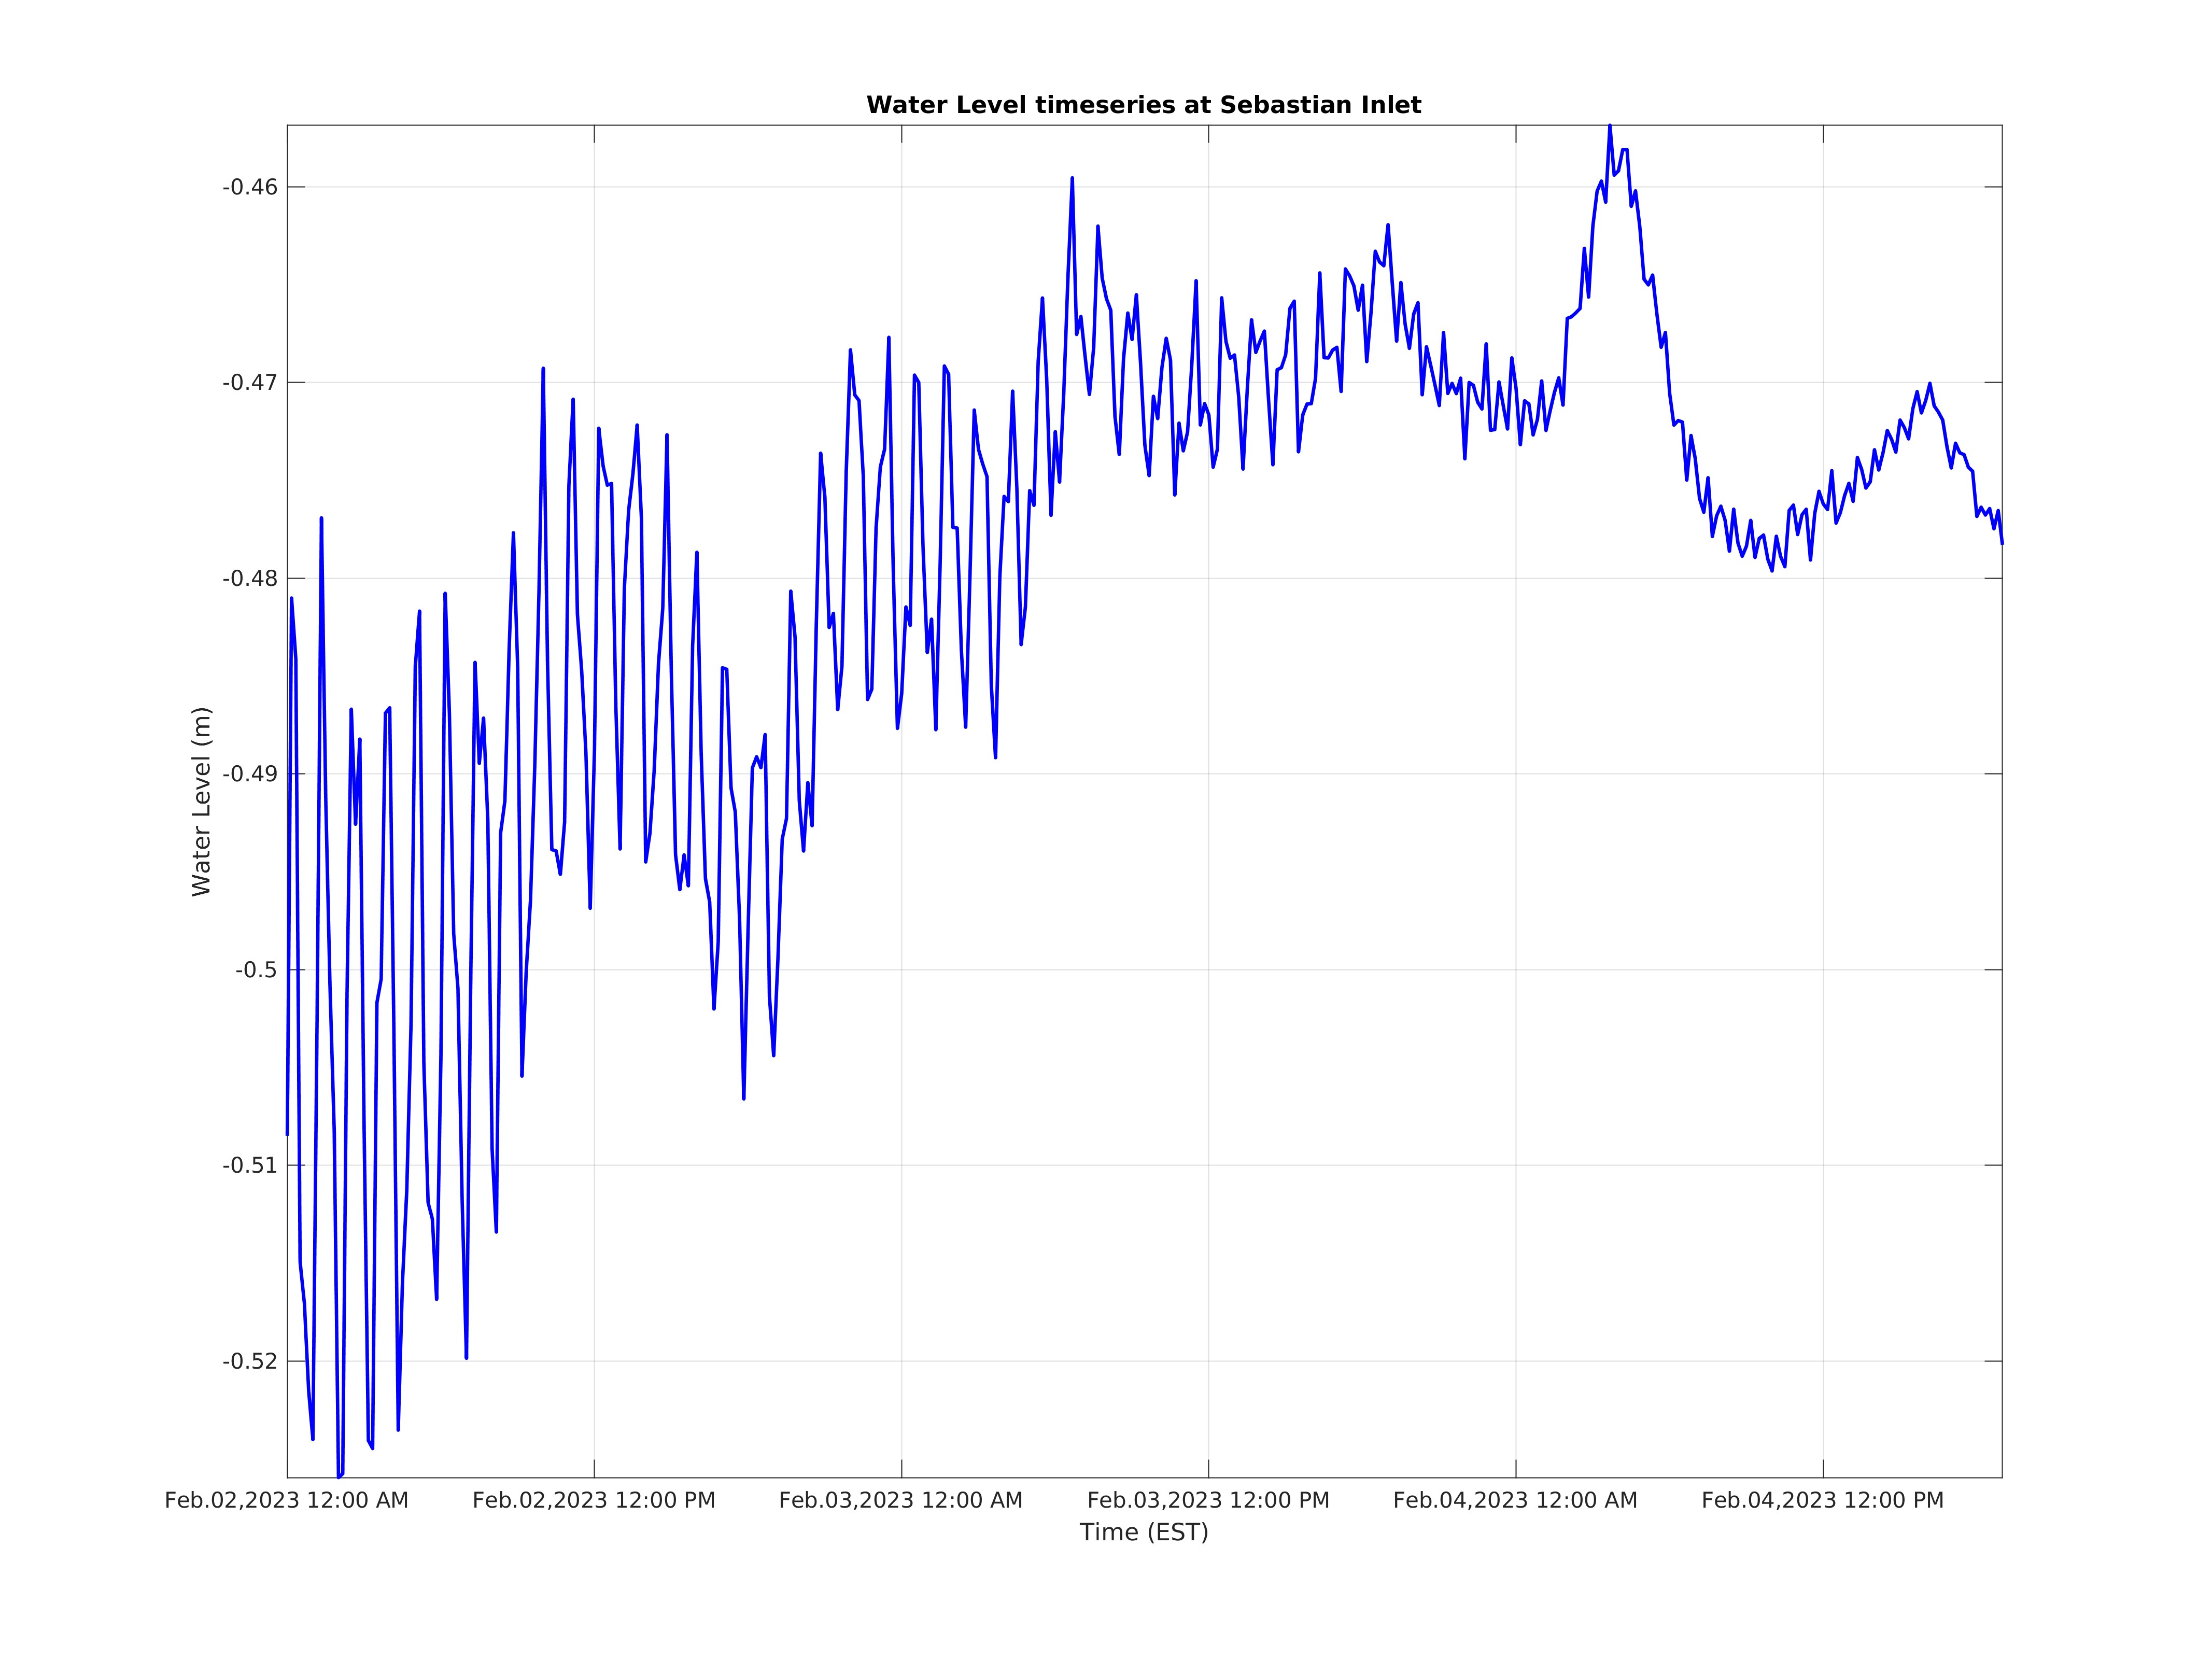 Water Level timeseries at Sebastian Inlet
-0.46
-0.47
-0.48
-0.49
-0.5
-0.51
-0.52
Water Level (m)
Feb.02,2023 12:00 AM Feb.02,2023 12:00 PM Feb.03,2023 12:00 AM Feb.03,2023 12:00 PM Feb.04,2023 12:00 AM Feb.04,2023 12:00 PM
Time (EST)